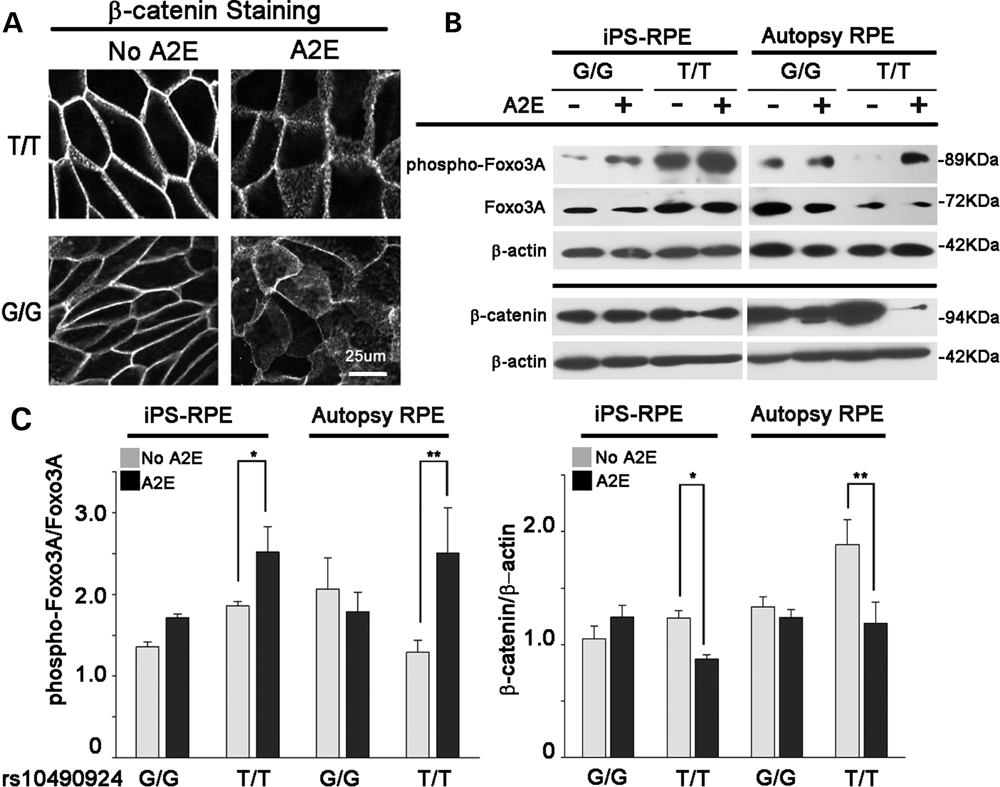 A
β-catenin Staining
No A2E A2E
T/T
G/G
25um
B
iPS-RPE Autopsy RPE
G/G T/T G/G T/T
A2E - + - + - + - +
phospho-Foxo3A -89KDa
Foxo3A -72KDa
β-actin -42KDa
β-catenin -94KDa
β-actin -42KDa
C
iPS-RPE Autopsy RPE
No A2E
A2E
* **
phospho-Foxo3A/Foxo3A
3.0
2.0
1.0
0
rs10490924 G/G T/T G/G T/T
iPS-RPE Autopsy RPE
No A2E
A2E
* **
β-catenin/β-actin
2.0
1.0
0
G/G T/T G/G T/T